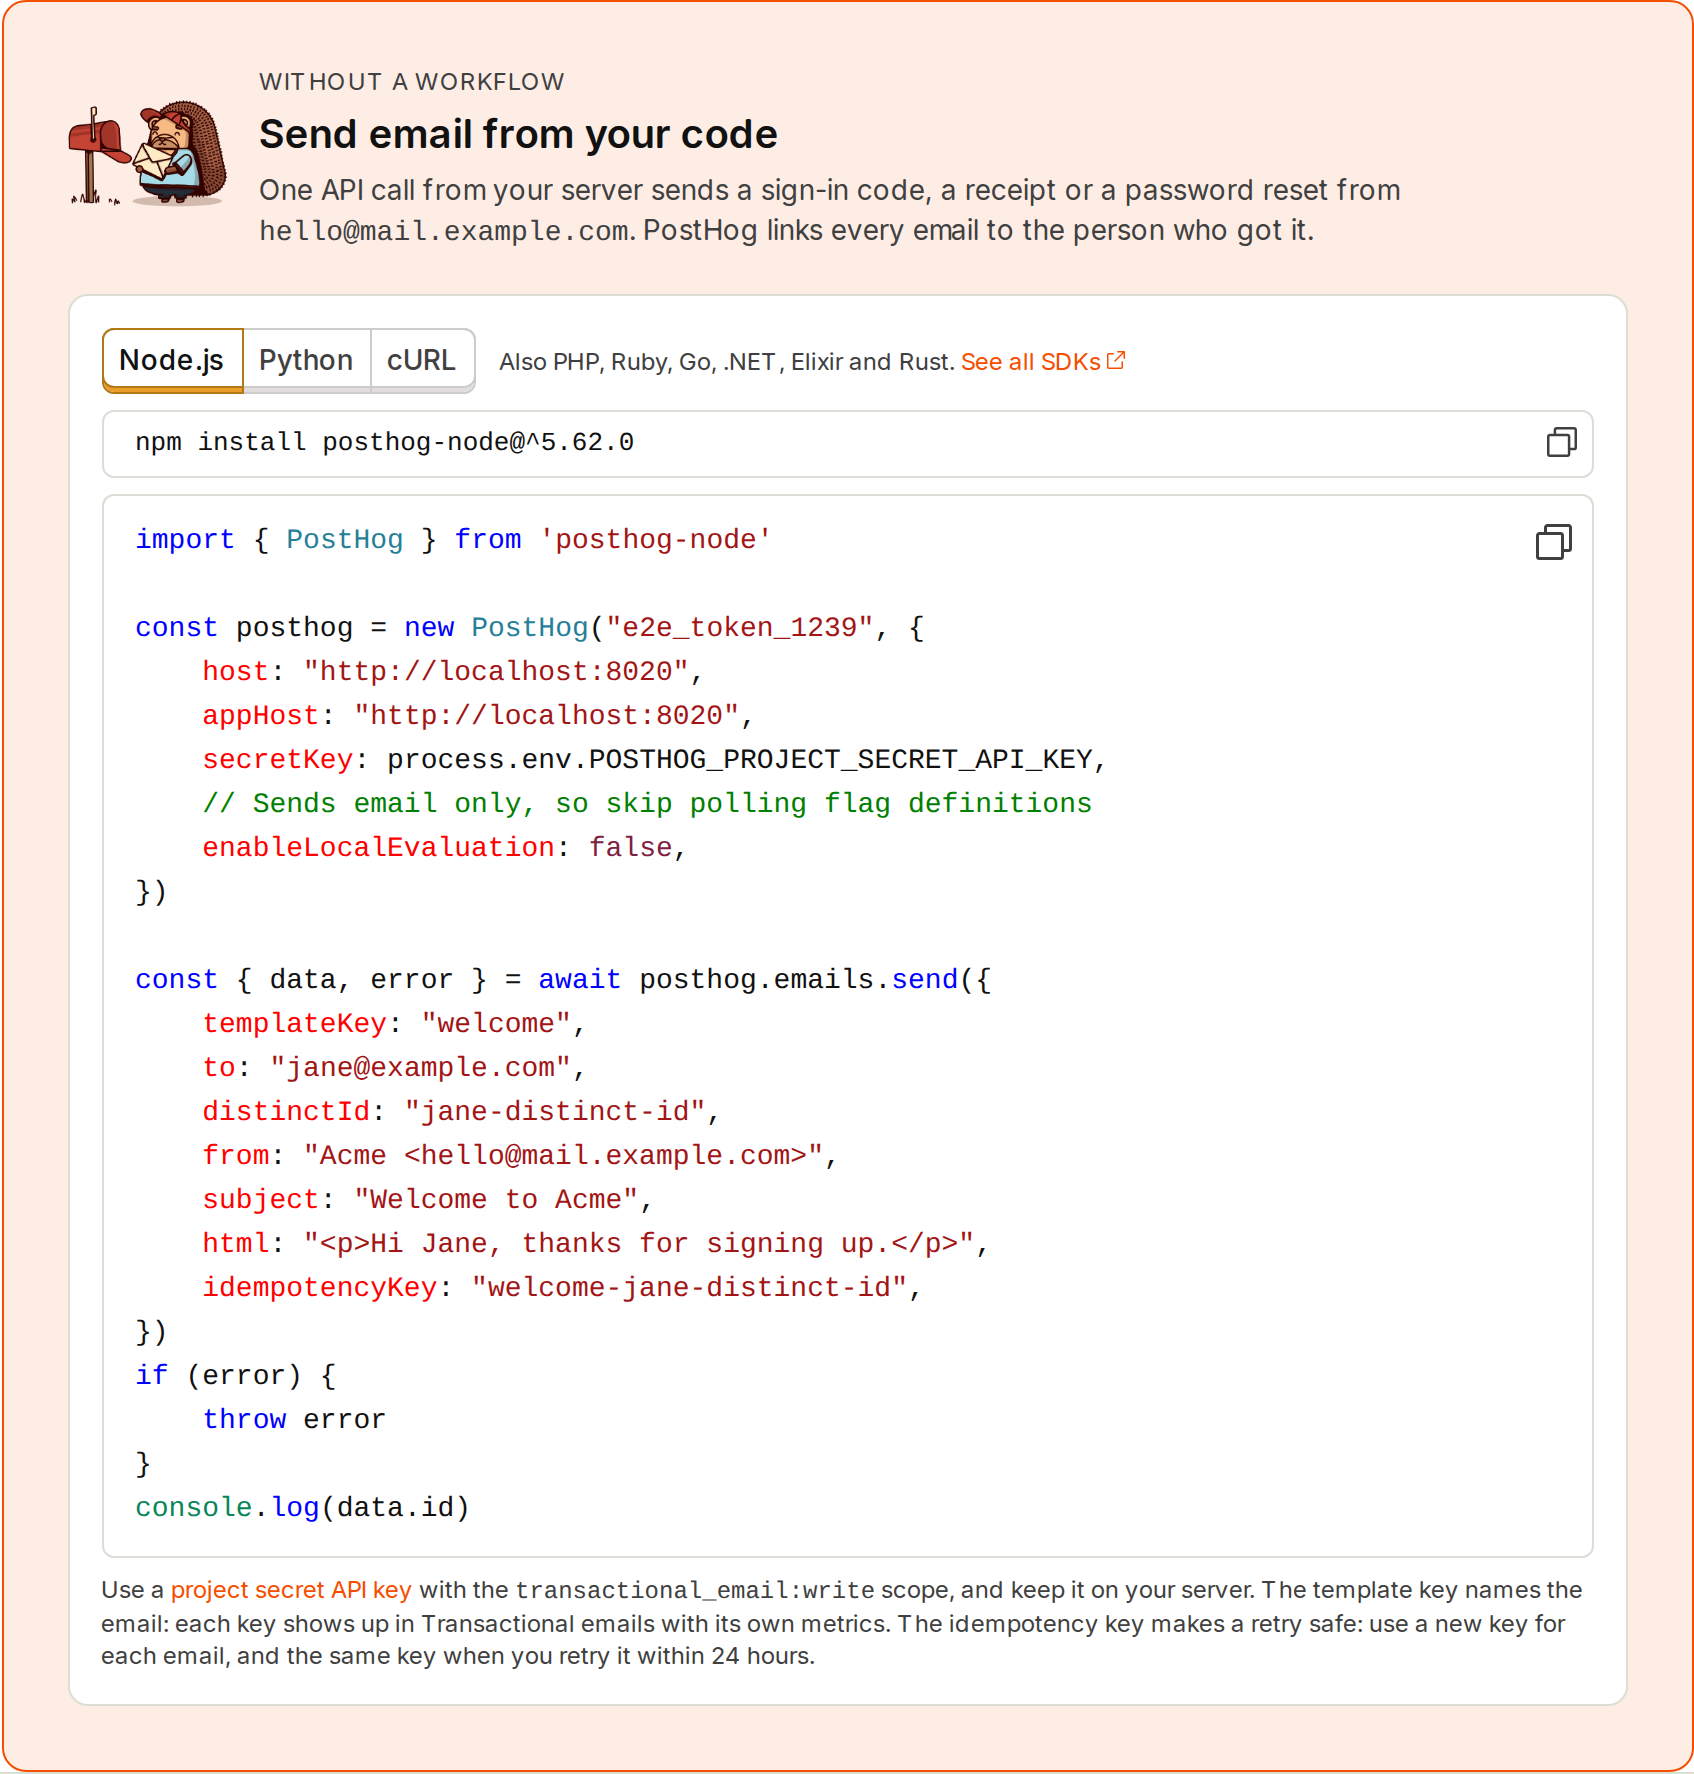 WITHOUT A WORKFLOW
Send email from your code
One API call from your server sends a sign-in code, a receipt or a password reset from
hello@mail.example.com. PostHog links every email to the person who got it.
Node.js Python cURL Also PHP, Ruby, Go, .NET, Elixir and Rust. See all SDKs
npm install posthog-node@^5.62.0
import { PostHog } from 'posthog-node'
const posthog = new PostHog("e2e_token_1239", {
    host: "http://localhost:8020",
    appHost: "http://localhost:8020",
    secretKey: process.env.POSTHOG_PROJECT_SECRET_API_KEY,
    // Sends email only, so skip polling flag definitions
    enableLocalEvaluation: false,
})
const { data, error } = await posthog.emails.send({
    templateKey: "welcome",
    to: "jane@example.com",
    distinctId: "jane-distinct-id",
    from: "Acme <hello@mail.example.com>",
    subject: "Welcome to Acme",
    html: "<p>Hi Jane, thanks for signing up.</p>",
    idempotencyKey: "welcome-jane-distinct-id",
})
if (error) {
    throw error
}
console.log(data.id)
Use a project secret API key with the transactional_email:write scope, and keep it on your server. The template key names the
email: each key shows up in Transactional emails with its own metrics. The idempotency key makes a retry safe: use a new key for
each email, and the same key when you retry it within 24 hours.